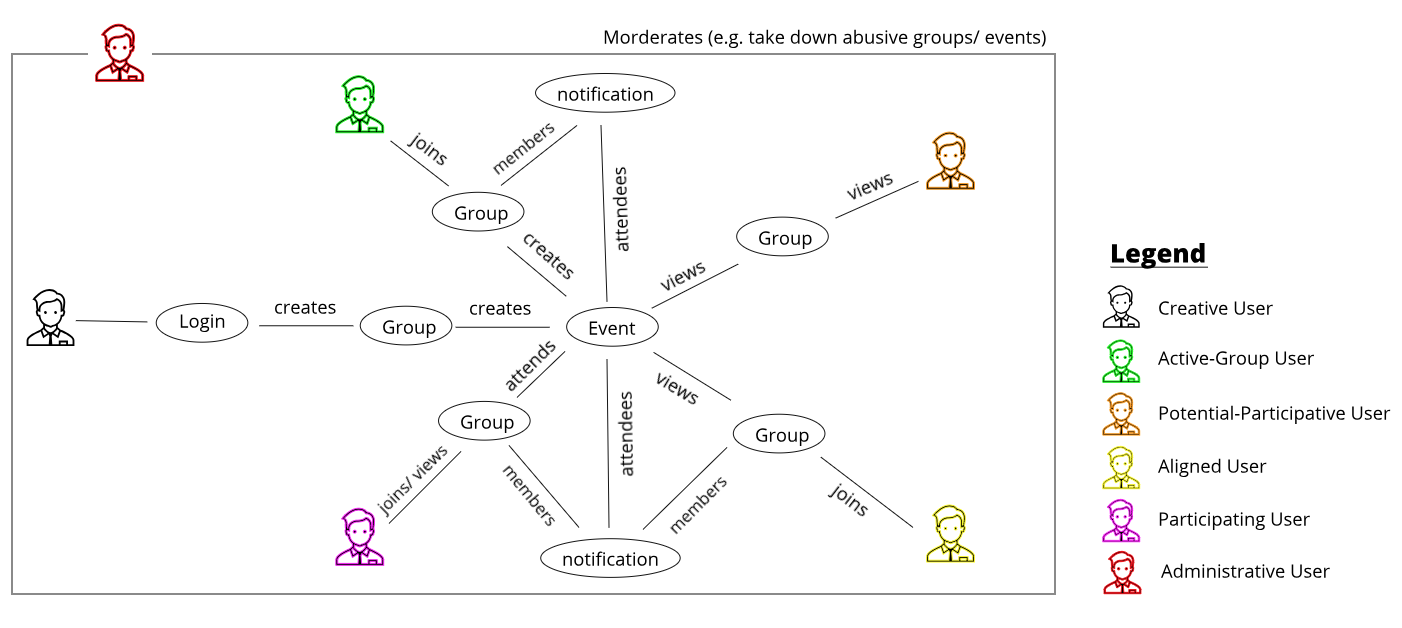 Morderates (e.g. take down abusive groups/ events)
notification
joins
members
attendees
views
Group
Group
creates
views
creates
creates
Login
Group
Event
attends
views
attendees
Group
Group
joins/ views
members
members
joins
notification
Legend
Creative User
Active-Group User
Potential-Participative User
Aligned User
Participating User
Administrative User